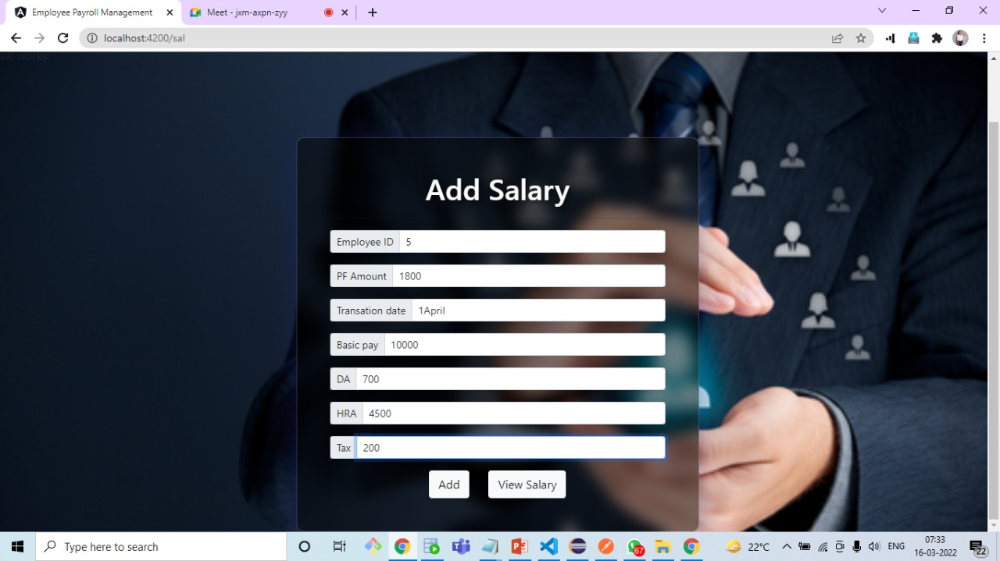 Employee Payroll Management
Meet - jxm-axpn-zyy
localhost:4200/sal
sal works!
Add Salary
Employee ID 5
PF Amount 1800
Transation date 1April
Basic pay 10000
DA 700
HRA 4500
Tax 200
Add View Salary
Type here to search
67
22°C
ENG
07:33
16-03-2022
22